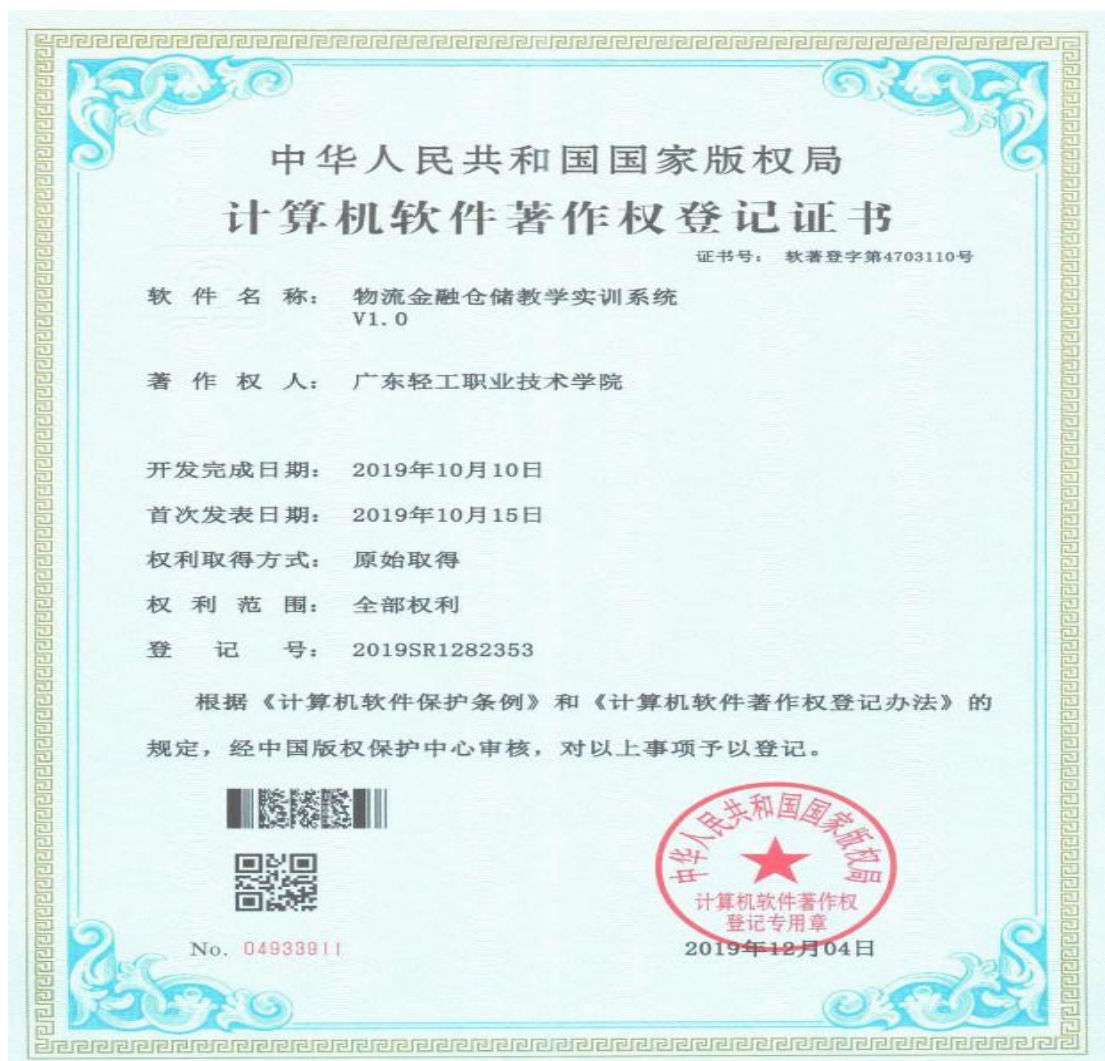 中华人民共和国国家版权局
计算机软件著作权登记证书
证书号： 软著登字第4703110号
软 件 名 称： 物流金融仓储教学实训系统
V1.0
著 作 权 人： 广东轻工职业技术学院
开发完成日期： 2019年10月10日
首次发表日期： 2019年10月15日
权利取得方式： 原始取得
权 利 范 围： 全部权利
登 记 号： 2019SR1282353
根据《计算机软件保护条例》和《计算机软件著作权登记办法》的
规定，经中国版权保护中心审核，对以上事项予以登记。
中华人民共和国国家版权局
计算机软件著作权
登记专用章
No. 04933911
2019年12月04日